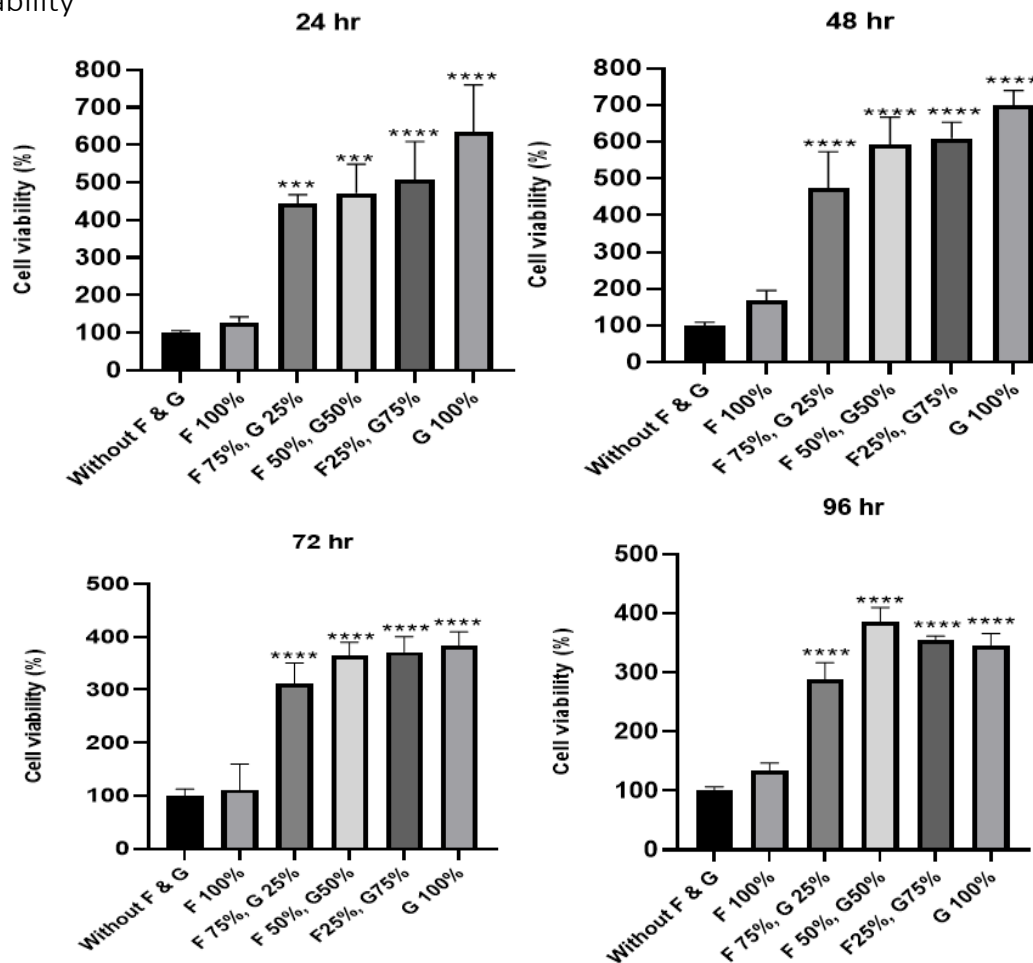 24 hr
Cell viability (%)
800
700
600
500
400
300
200
100
0
***
***
****
****
Without F & G
F 100%
F 75%, G 25%
F 50%, G50%
F25%, G75%
G 100%
48 hr
Cell viability (%)
800
700
600
500
400
300
200
100
0
****
****
****
****
Without F & G
F 100%
F 75%, G 25%
F 50%, G50%
F25%, G75%
G 100%
72 hr
Cell viability (%)
500
400
300
200
100
0
****
****
****
****
Without F & G
F 100%
F 75%, G 25%
F 50%, G50%
F25%, G75%
G 100%
96 hr
Cell viability (%)
500
400
300
200
100
0
****
****
****
****
Without F & G
F 100%
F 75%, G 25%
F 50%, G50%
F25%, G75%
G 100%